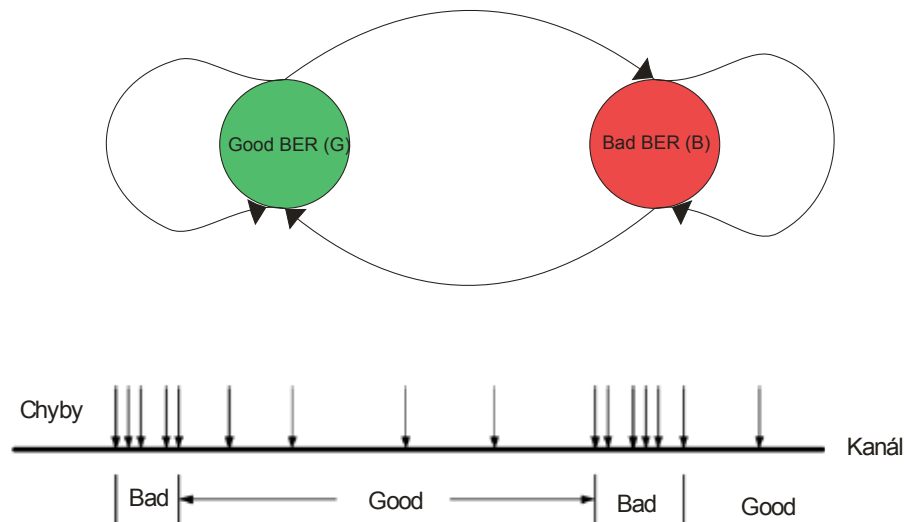 Good BER (G)
Bad BER (B)
Chyby
Kanál
Bad
Good
Bad
Good